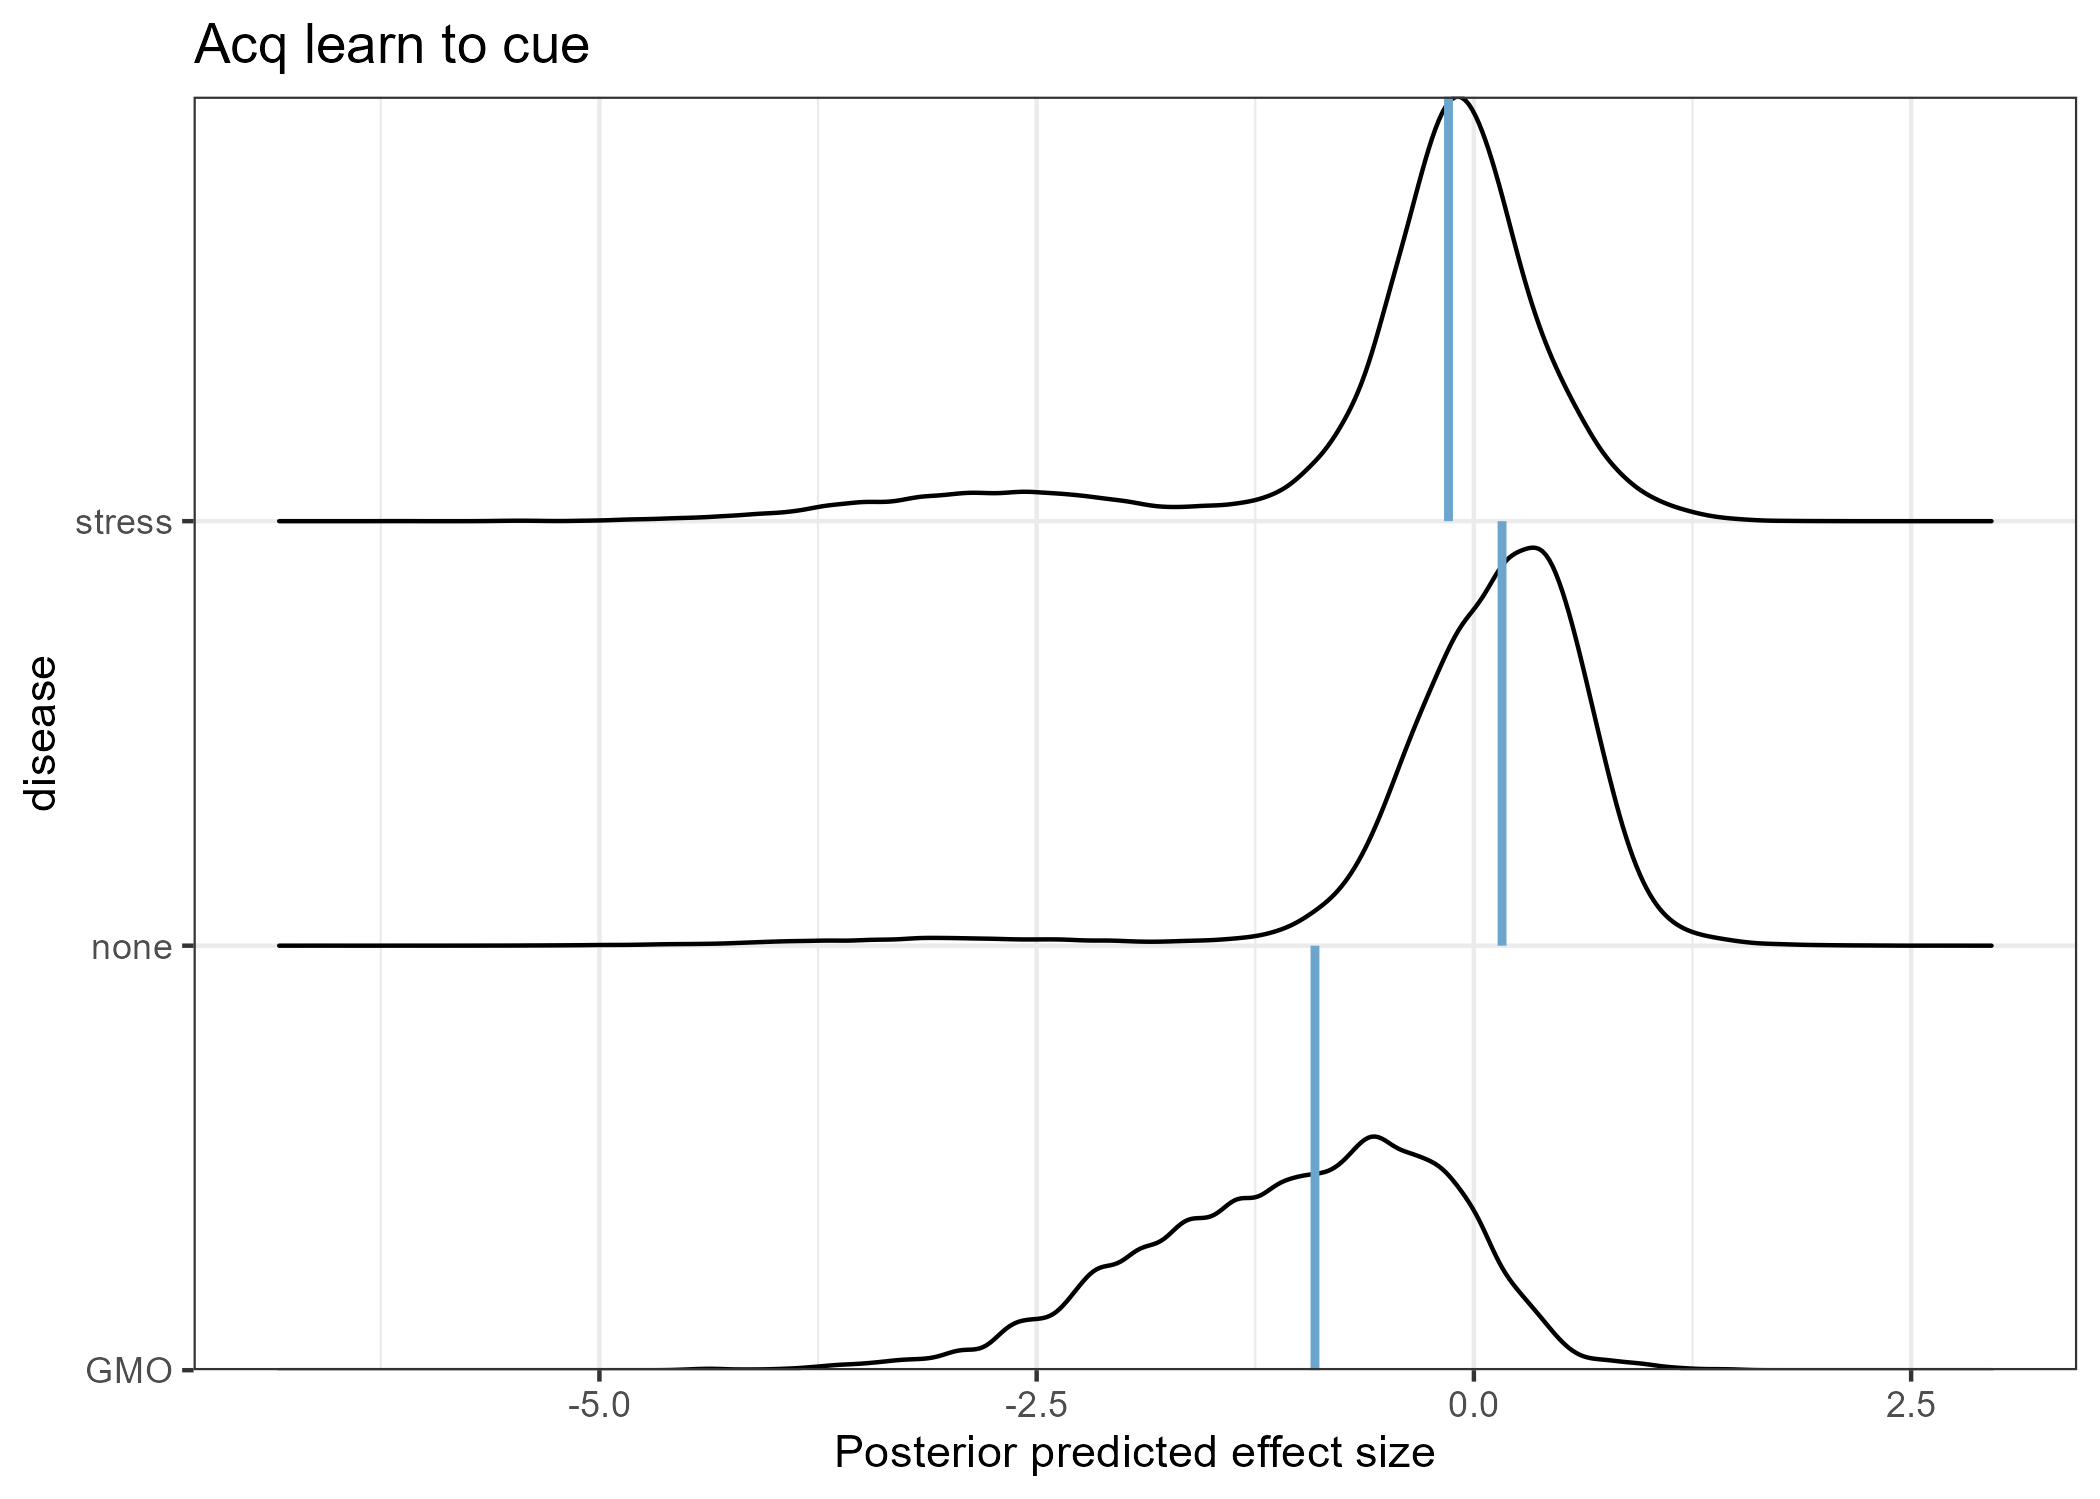 Acq learn to cue
disease
stress
none
GMO
-5.0
-2.5
0.0
2.5
Posterior predicted effect size